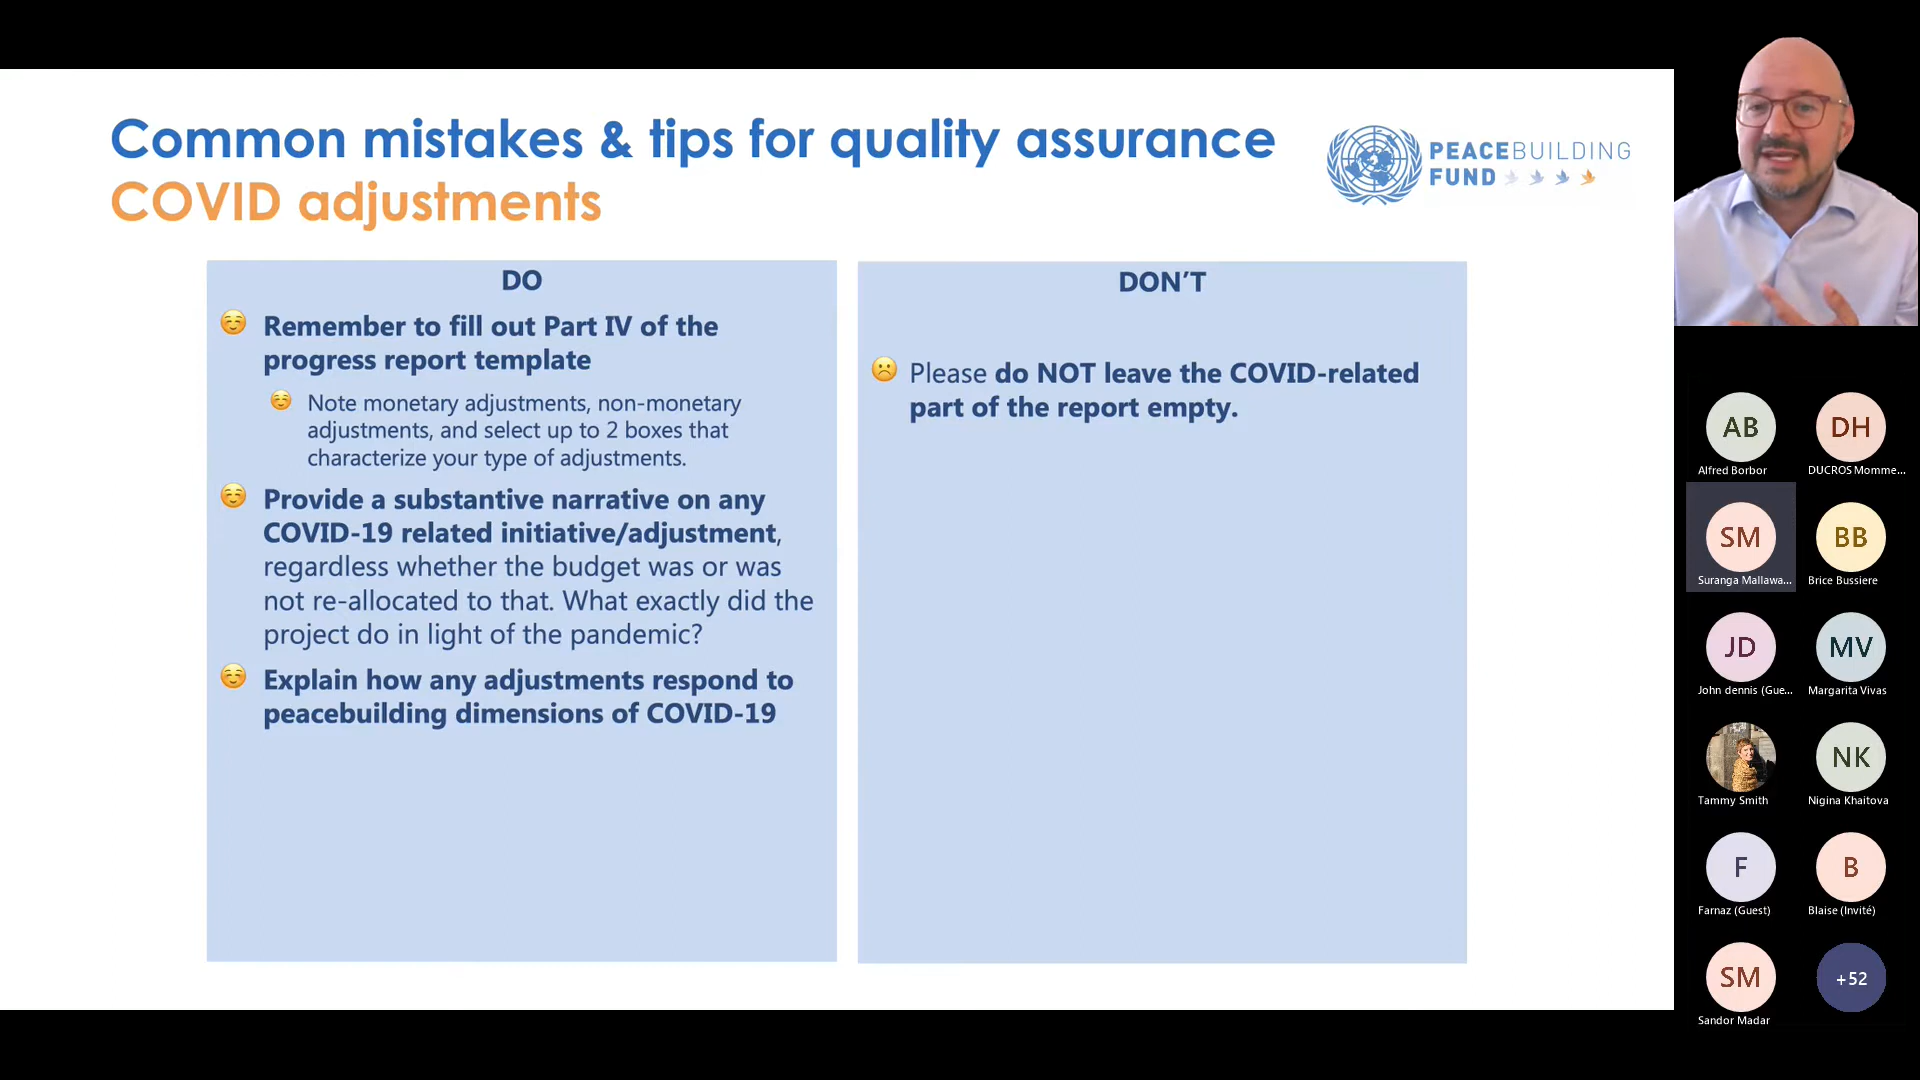 Common mistakes & tips for quality assurance
COVID adjustments
PEACEBUILDING
FUND
DO
Remember to fill out Part IV of the
progress report template
Note monetary adjustments, non-monetary
adjustments, and select up to 2 boxes that
characterize your type of adjustments.
Provide a substantive narrative on any
COVID-19 related initiative/adjustment,
regardless whether the budget was or was
not re-allocated to that. What exactly did the
project do in light of the pandemic?
Explain how any adjustments respond to
peacebuilding dimensions of COVID-19
DON’T
Please do NOT leave the COVID-related
part of the report empty.
AB
Alfred Borbor
DH
DUCROS Momme...
SM
Suranga Mallawa...
BB
Brice Bussiere
JD
John dennis (Gue...
MV
Margarita Vivas
Tammy Smith
NK
Nigina Khaitova
F
Farnaz (Guest)
B
Blaise (Invité)
SM
Sandor Madar
+52